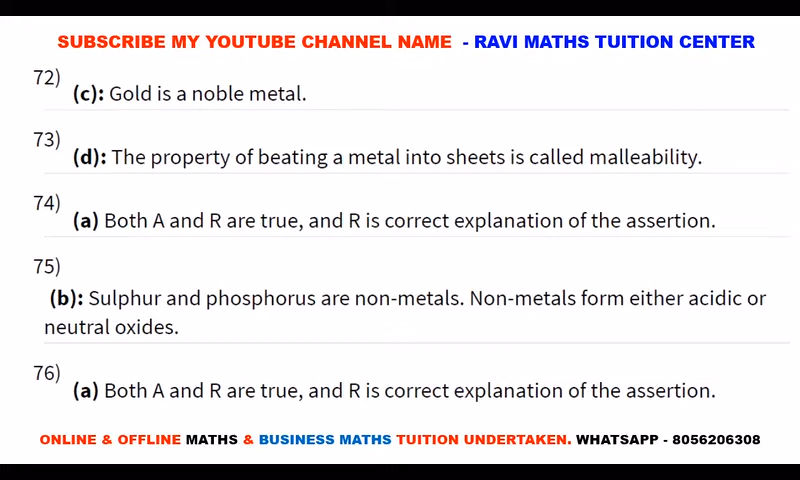 SUBSCRIBE MY YOUTUBE CHANNEL NAME - RAVI MATHS TUITION CENTER
72)
(c): Gold is a noble metal.
73)
(d): The property of beating a metal into sheets is called malleability.
74)
(a) Both A and R are true, and R is correct explanation of the assertion.
75)
(b): Sulphur and phosphorus are non-metals. Non-metals form either acidic or
neutral oxides.
76)
(a) Both A and R are true, and R is correct explanation of the assertion.
ONLINE & OFFLINE MATHS & BUSINESS MATHS TUITION UNDERTAKEN. WHATSAPP - 8056206308